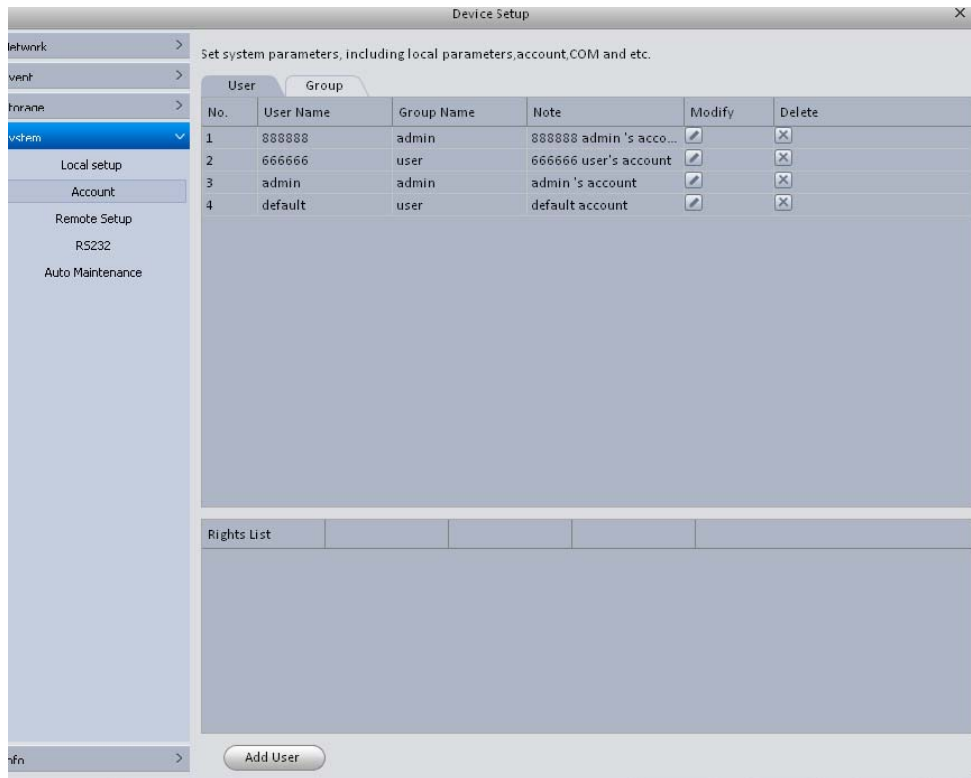 Device Setup
Set system parameters, including local parameters,account,COM and etc.
User Group
No. User Name Group Name Note Modify Delete
1 888888 admin 888888 admin 's acco...
2 666666 user 666666 user's account
3 admin admin admin 's account
4 default user default account
Local setup
Account
Remote Setup
RS232
Auto Maintenance
Rights List
Add User